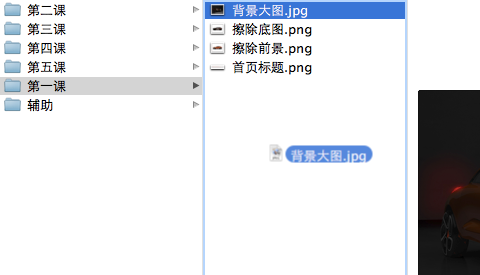 第二课
第三课
第四课
第五课
第一课
辅助
背景大图.jpg
擦除底图.png
擦除前景.png
首页标题.png
背景大图.jpg